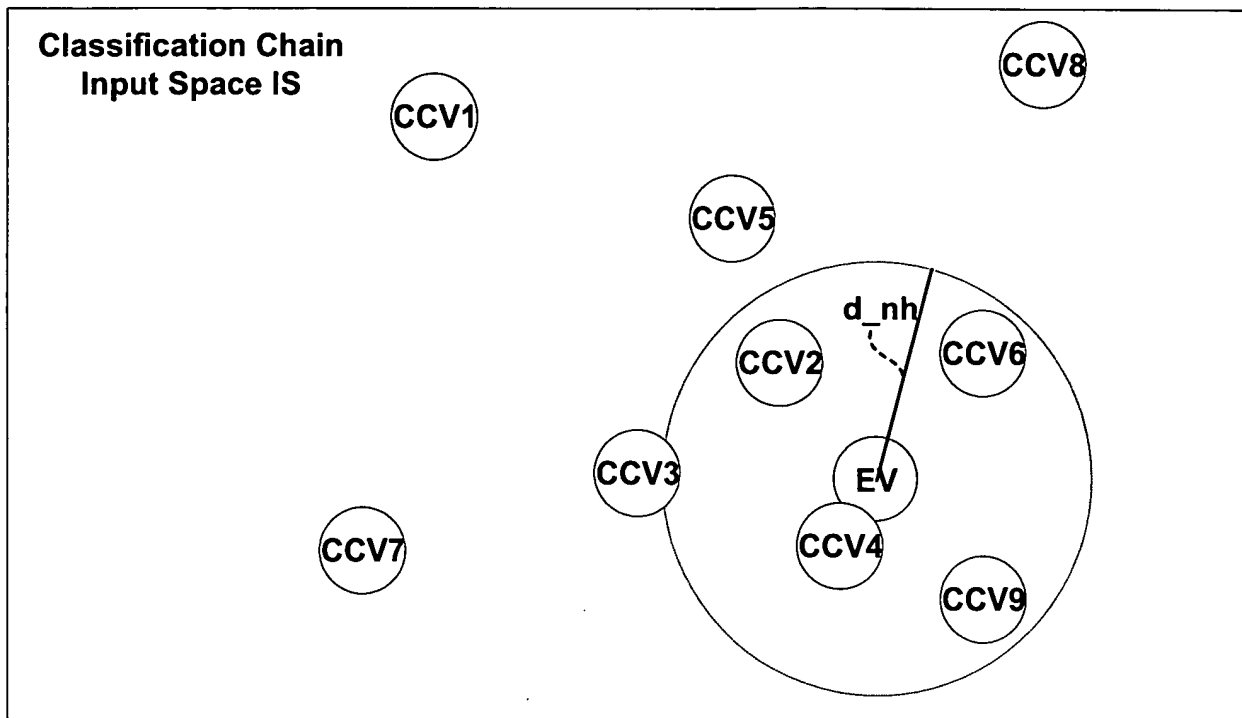 Classification Chain
Input Space IS
CCV8
CCV1
CCV5
d_nh
CCV2
CCV6
CCV3
EV
CCV4
CCV7
CCV9